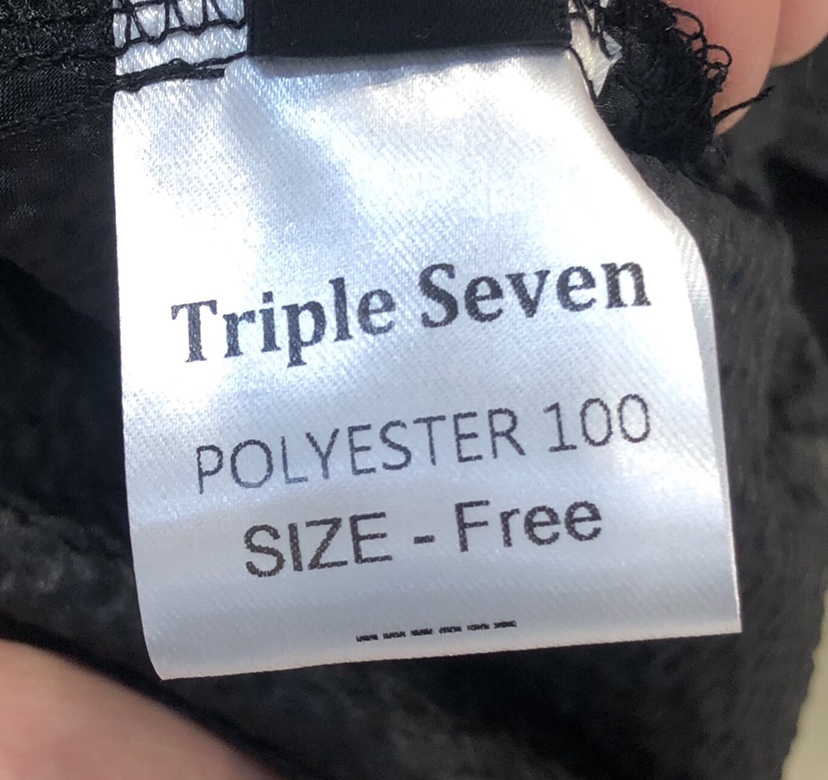 Triple Seven
POLYESTER 100
SIZE - Free